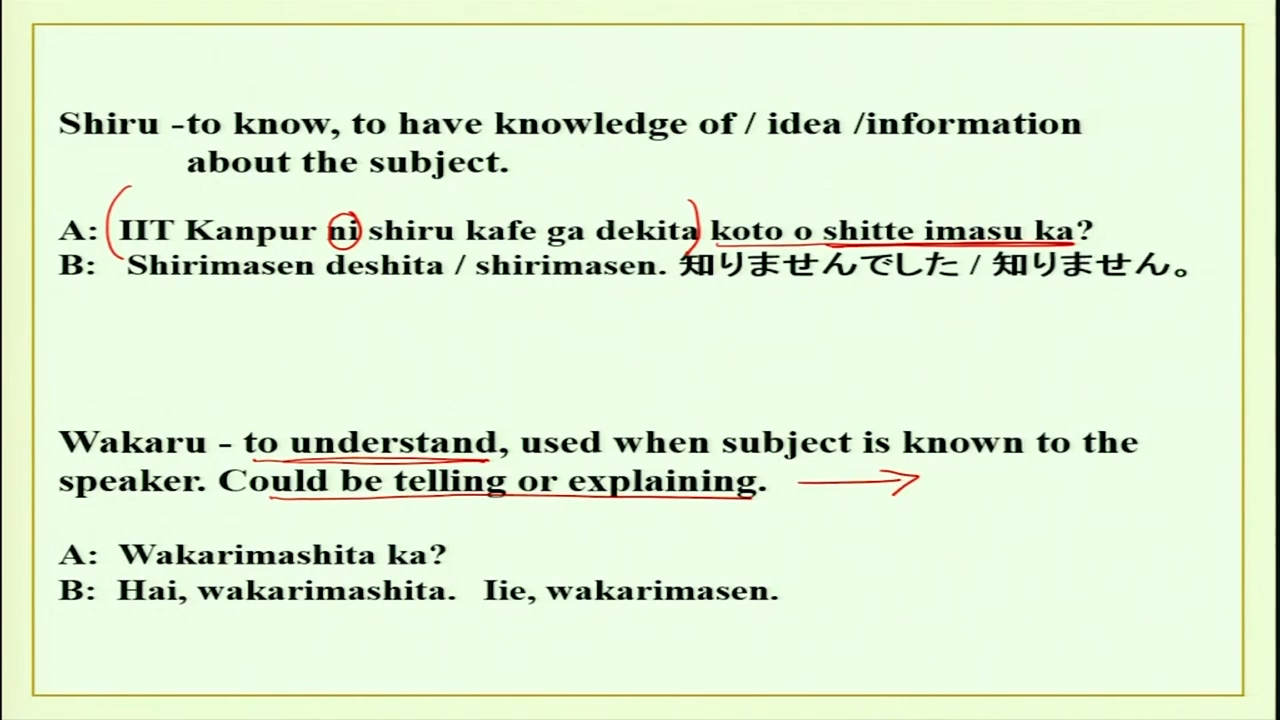 Shiru -to know, to have knowledge of / idea /information
about the subject.
A: IIT Kanpur ni shiru kafe ga dekita koto o shitte imasu ka?
B: Shirimasen deshita / shirimasen. 知りませんでした / 知りません。
Wakaru - to understand, used when subject is known to the
speaker. Could be telling or explaining.
A: Wakarimashita ka?
B: Hai, wakarimashita. Iie, wakarimasen.